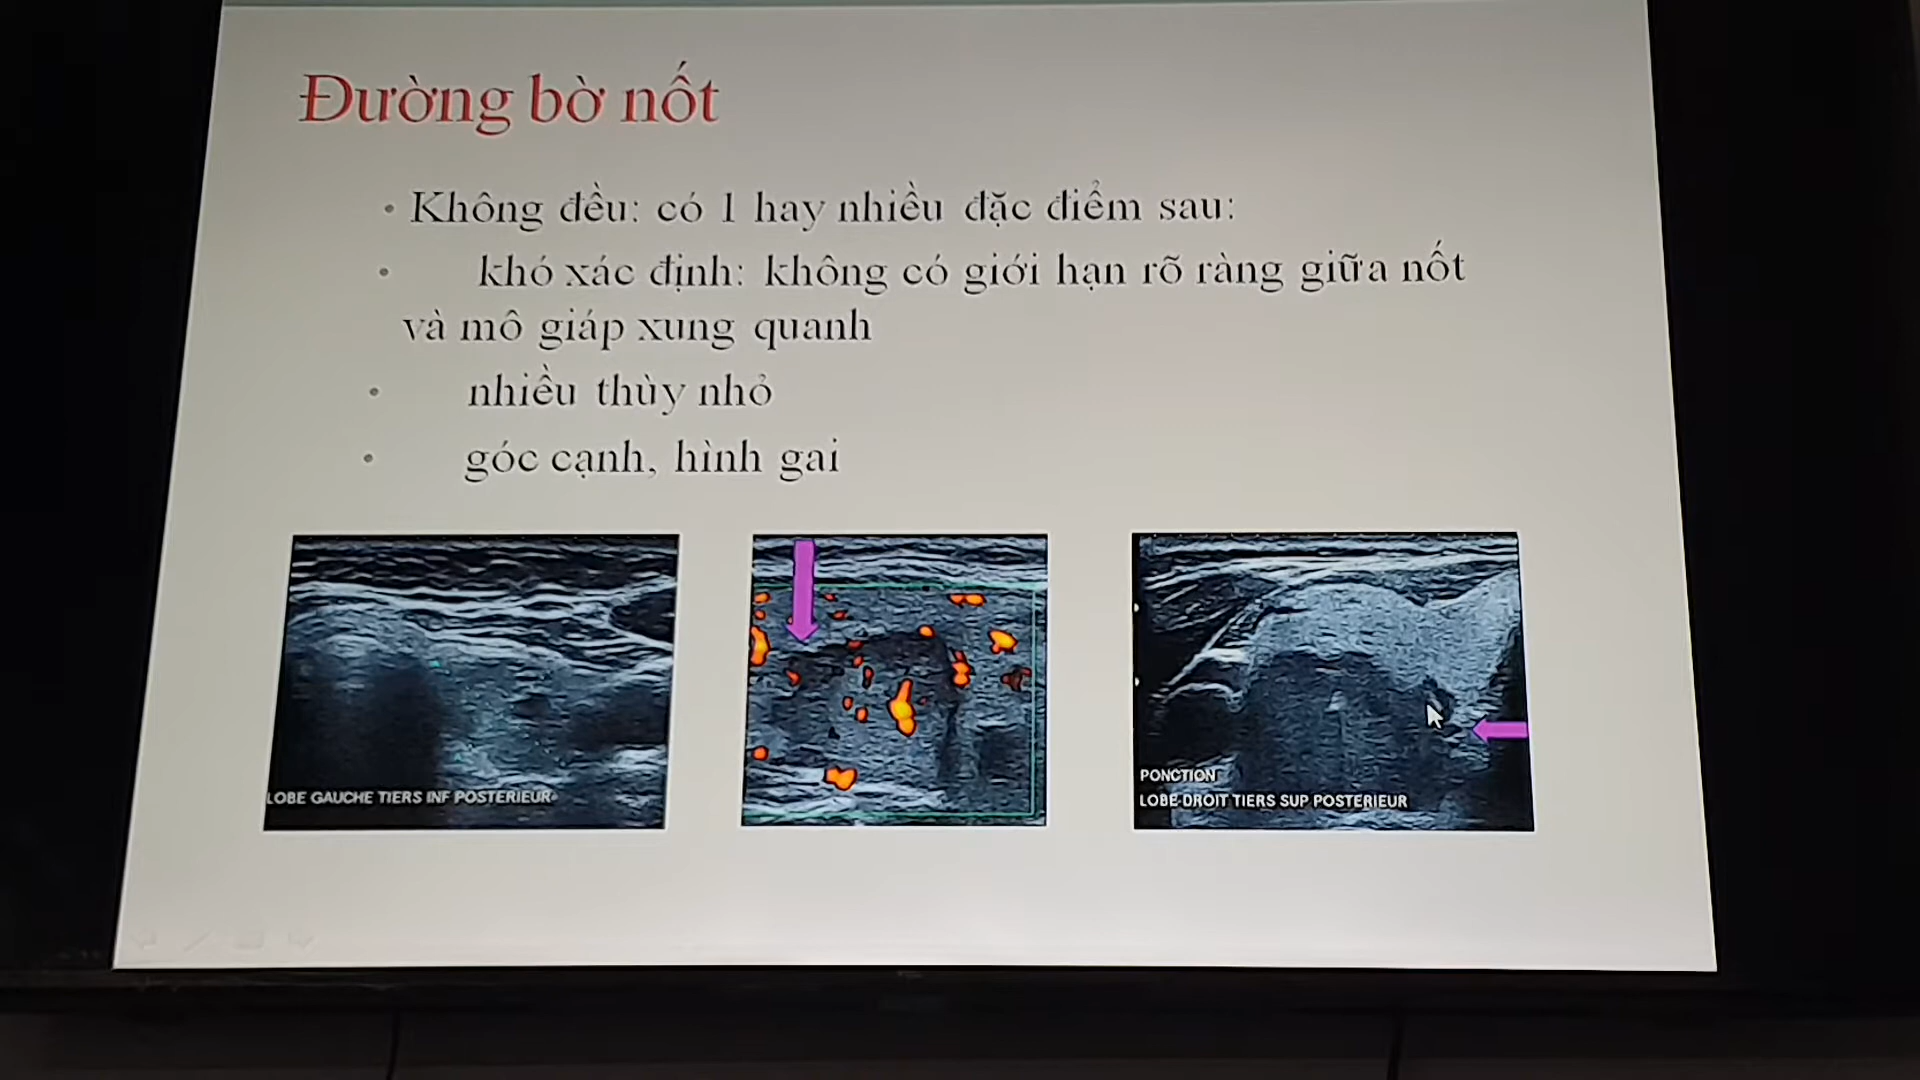 Đường bờ nốt
• Không đều: có 1 hay nhiều đặc điểm sau:
• khó xác định: không có giới hạn rõ ràng giữa nốt
và mô giáp xung quanh
• nhiều thùy nhỏ
• góc cạnh, hình gai
LOBE GAUCHE TIERS INF POSTERIEUR
PONCTION
LOBE DROIT TIERS SUP POSTERIEUR